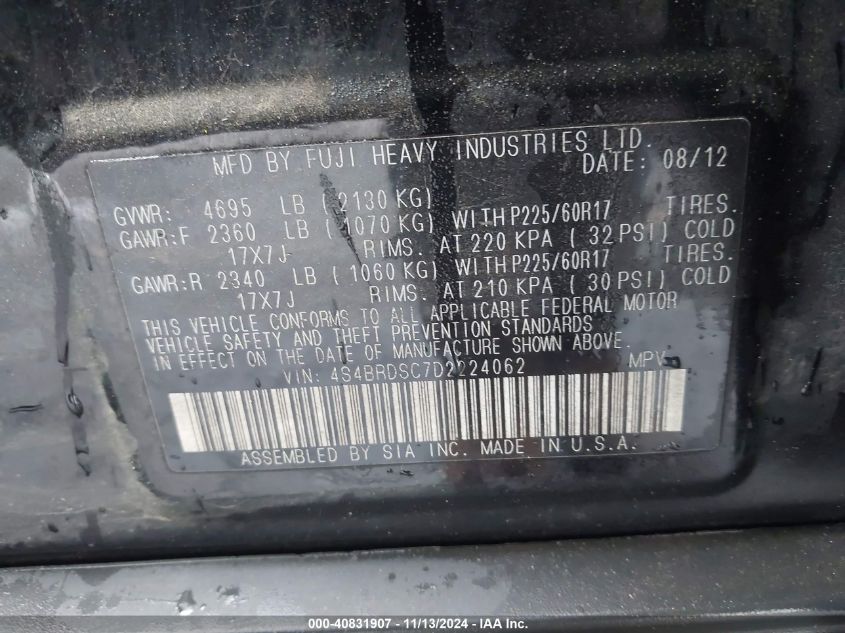 MFD BY FUJI HEAVY INDUSTRIES LTD.
DATE: 08/12
GVWR: 4695 LB ( 2130 KG)
GAWR:F 2360 LB ( 1070 KG) WITH P225/60R17 TIRES.
17X7J RIMS. AT 220 KPA ( 32 PSI) COLD
GAWR:R 2340 LB ( 1060 KG) WITH P225/60R17 TIRES.
17X7J RIMS. AT 210 KPA ( 30 PSI) COLD
THIS VEHICLE CONFORMS TO ALL APPLICABLE FEDERAL MOTOR
VEHICLE SAFETY AND THEFT PREVENTION STANDARDS
IN EFFECT ON THE DATE OF MANUFACTURE SHOWN ABOVE.
VIN: 4S4BRDSC7D2224062 MPV
ASSEMBLED BY SIA INC. MADE IN U.S.A.
000-40831907 - 11/13/2024 - IAA Inc.